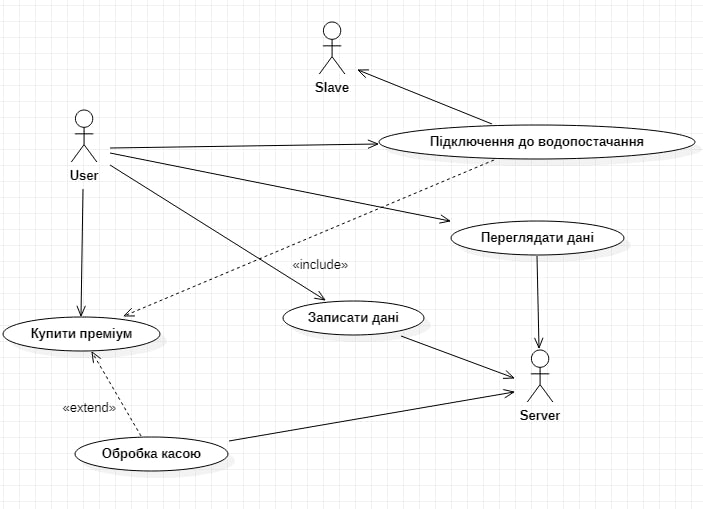 Slave
Підключення до водопостачання
User
Переглядати дані
«include»
Записати дані
Купити преміум
«extend»
Server
Обробка касою